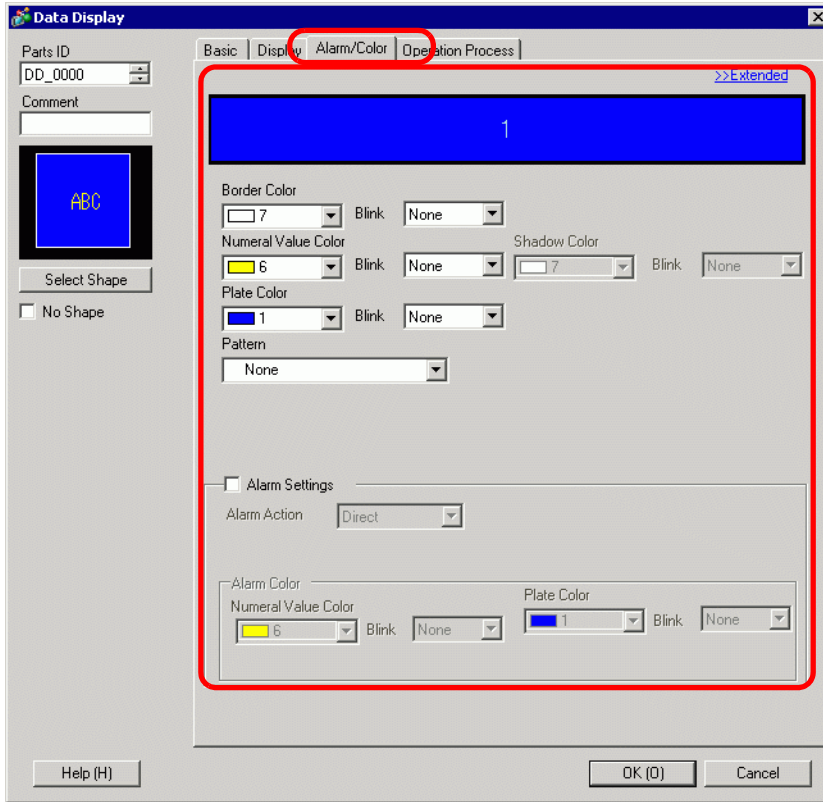 Data Display
Parts ID
DD_0000
Comment
ABC
Select Shape
No Shape
Basic Display Alarm/Color Operation Process
>>Extended
1
Border Color
7 Blink None
Numeral Value Color Shadow Color
6 Blink None 7 Blink None
Plate Color
1 Blink None
Pattern
None
Alarm Settings
Alarm Action Direct
Alarm Color
Numeral Value Color Plate Color
6 Blink None 1 Blink None
Help (H) OK (O) Cancel